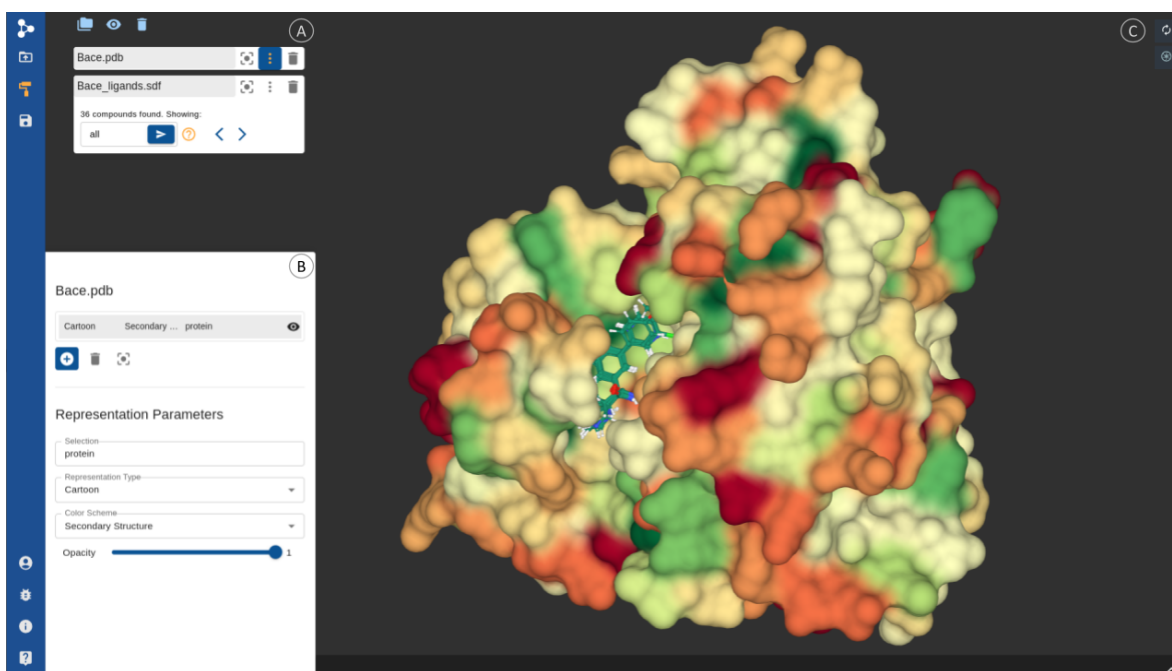 A
Bace.pdb
Bace_ligands.sdf
36 compounds found. Showing:
all
B
Bace.pdb
Cartoon Secondary ... protein
Representation Parameters
Selection
protein
Representation Type
Cartoon
Color Scheme
Secondary Structure
Opacity 1
C